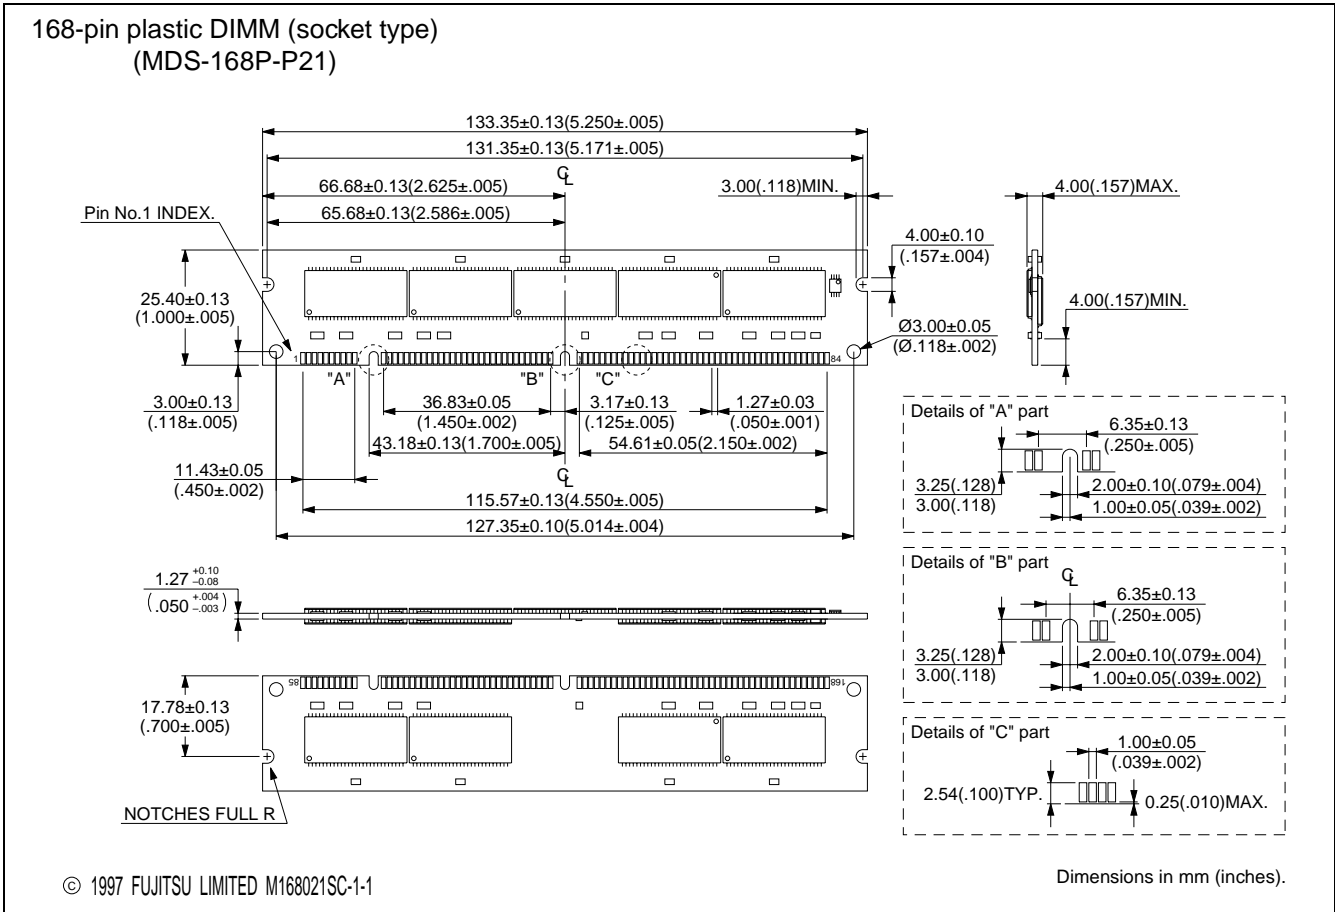 168-pin plastic DIMM (socket type)
(MDS-168P-P21)
133.35±0.13(5.250±.005)
131.35±0.13(5.171±.005)
66.68±0.13(2.625±.005)
℄
3.00(.118)MIN.
4.00(.157)MAX.
Pin No.1 INDEX.
65.68±0.13(2.586±.005)
4.00±0.10
(.157±.004)
25.40±0.13
(1.000±.005)
4.00(.157)MIN.
Ø3.00±0.05
(Ø.118±.002)
1
84
"A"
"B"
"C"
3.00±0.13
(.118±.005)
36.83±0.05
(1.450±.002)
3.17±0.13
(.125±.005)
1.27±0.03
(.050±.001)
43.18±0.13(1.700±.005)
54.61±0.05(2.150±.002)
11.43±0.05
(.450±.002)
℄
115.57±0.13(4.550±.005)
127.35±0.10(5.014±.004)
Details of "A" part
6.35±0.13
(.250±.005)
3.25(.128)
3.00(.118)
2.00±0.10(.079±.004)
1.00±0.05(.039±.002)
1.27 +0.10 –0.08
(.050 +.004 –.003)
Details of "B" part
℄
6.35±0.13
(.250±.005)
3.25(.128)
3.00(.118)
2.00±0.10(.079±.004)
1.00±0.05(.039±.002)
85
168
17.78±0.13
(.700±.005)
NOTCHES FULL R
Details of "C" part
1.00±0.05
(.039±.002)
2.54(.100)TYP.
0.25(.010)MAX.
© 1997 FUJITSU LIMITED M168021SC-1-1
Dimensions in mm (inches).